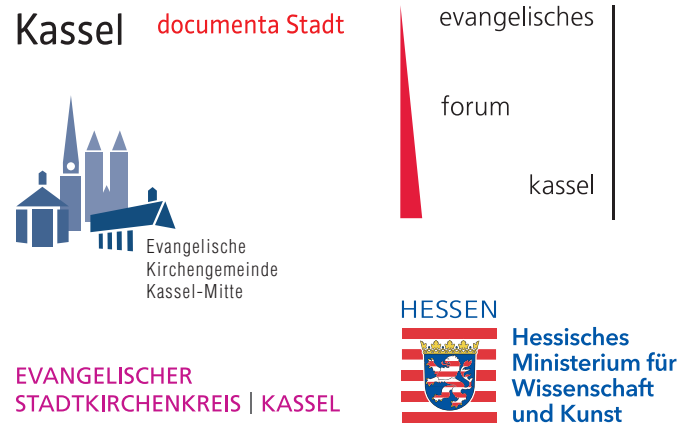 Kassel documenta Stadt
evangelisches
forum
kassel
Evangelische
Kirchengemeinde
Kassel-Mitte
HESSEN
Hessisches
Ministerium für
Wissenschaft
und Kunst
EVANGELISCHER
STADTKIRCHENKREIS | KASSEL